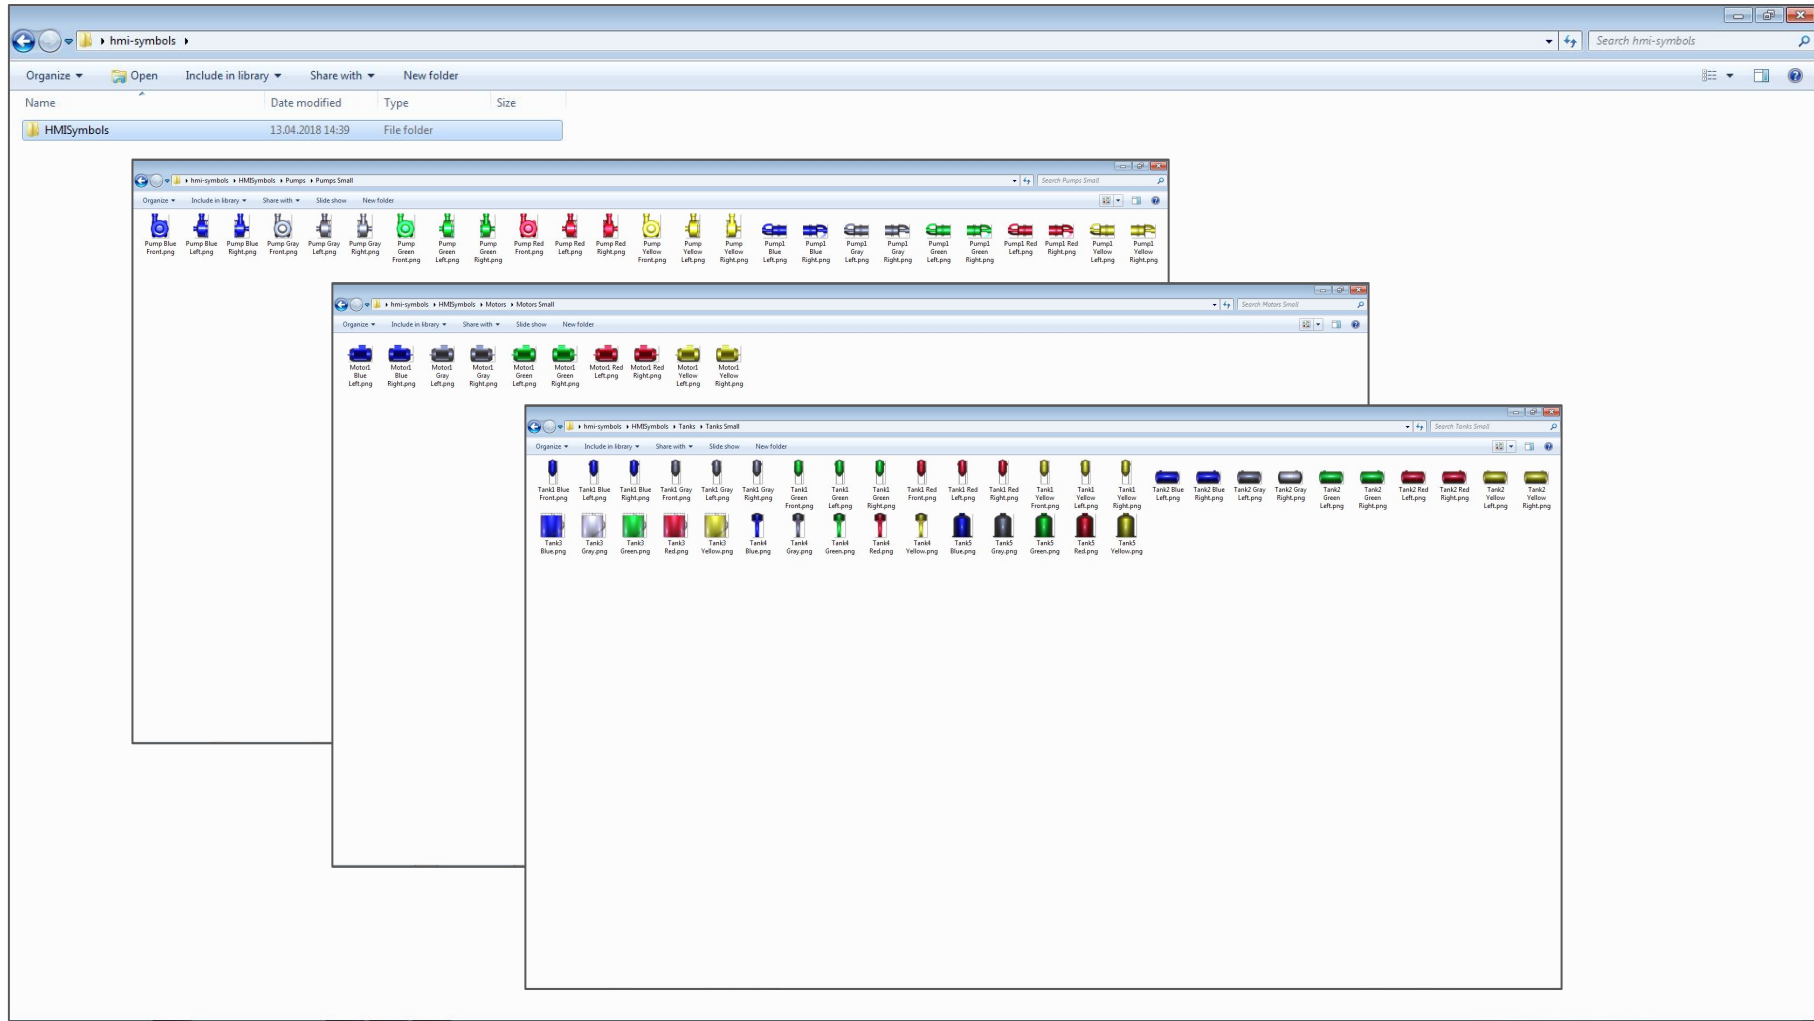 hmi-symbols
Search hmi-symbols
Organize Open Include in library Share with New folder
Name Date modified Type Size
HMISymbols 13.04.2018 14:39 File folder
hmi-symbols HMISymbols Pumps Pumps Small
Search Pumps Small
Organize Include in library Share with Slide show New folder
Pump Blue Front.png
Pump Blue Left.png
Pump Blue Right.png
Pump Gray Front.png
Pump Gray Left.png
Pump Gray Right.png
Pump Green Front.png
Pump Green Left.png
Pump Green Right.png
Pump Red Front.png
Pump Red Left.png
Pump Red Right.png
Pump Yellow Front.png
Pump Yellow Left.png
Pump Yellow Right.png
Pump1 Blue Left.png
Pump1 Blue Right.png
Pump1 Gray Left.png
Pump1 Gray Right.png
Pump1 Green Left.png
Pump1 Green Right.png
Pump1 Red Left.png
Pump1 Red Right.png
Pump1 Yellow Left.png
Pump1 Yellow Right.png
hmi-symbols HMISymbols Motors Motors Small
Search Motors Small
Organize Include in library Share with Slide show New folder
Motor1 Blue Left.png
Motor1 Blue Right.png
Motor1 Gray Left.png
Motor1 Gray Right.png
Motor1 Green Left.png
Motor1 Green Right.png
Motor1 Red Left.png
Motor1 Red Right.png
Motor1 Yellow Left.png
Motor1 Yellow Right.png
hmi-symbols HMISymbols Tanks Tanks Small
Search Tanks Small
Organize Include in library Share with Slide show New folder
Tank1 Blue Front.png
Tank1 Blue Left.png
Tank1 Blue Right.png
Tank1 Gray Front.png
Tank1 Gray Left.png
Tank1 Gray Right.png
Tank1 Green Front.png
Tank1 Green Left.png
Tank1 Green Right.png
Tank1 Red Front.png
Tank1 Red Left.png
Tank1 Red Right.png
Tank1 Yellow Front.png
Tank1 Yellow Left.png
Tank1 Yellow Right.png
Tank2 Blue Left.png
Tank2 Blue Right.png
Tank2 Gray Left.png
Tank2 Gray Right.png
Tank2 Green Left.png
Tank2 Green Right.png
Tank2 Red Left.png
Tank2 Red Right.png
Tank2 Yellow Left.png
Tank2 Yellow Right.png
Tank3 Blue.png
Tank3 Gray.png
Tank3 Green.png
Tank3 Red.png
Tank3 Yellow.png
Tank4 Blue.png
Tank4 Gray.png
Tank4 Green.png
Tank4 Red.png
Tank4 Yellow.png
Tank5 Blue.png
Tank5 Gray.png
Tank5 Green.png
Tank5 Red.png
Tank5 Yellow.png